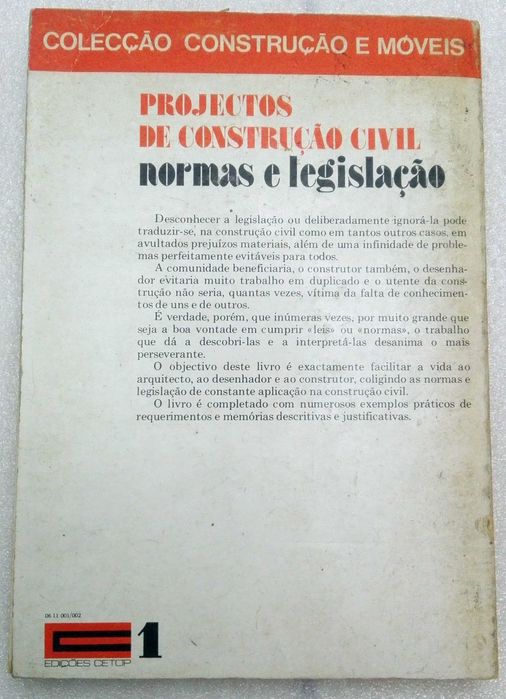 COLECÇÃO CONSTRUÇÃO E MÓVEIS
PROJECTOS
DE CONSTRUÇÃO CIVIL
normas e legislação
Desconhecer a legislação ou deliberadamente ignorá-la pode
traduzir-se, na construção civil como em tantos outros casos, em
avultados prejuízos materiais, além de uma infinidade de proble-
mas perfeitamente evitáveis para todos.
A comunidade beneficiaria, o construtor também, o desenha-
dor evitaria muito trabalho em duplicado e o utente da cons-
trução não seria, quantas vezes, vítima da falta de conhecimen-
tos de uns e de outros.
É verdade, porém, que inúmeras vezes, por muito grande que
seja a boa vontade em cumprir «leis» ou «normas», o trabalho
que dá a descobri-las e a interpretá-las desanima o mais
perseverante.
O objectivo deste livro é exactamente facilitar a vida ao
arquitecto, ao desenhador e ao construtor, coligindo as normas e
legislação de constante aplicação na construção civil.
O livro é completado com numerosos exemplos práticos de
requerimentos e memórias descritivas e justificativas.
06 11 001/002
1
EDIÇÕES CETOP